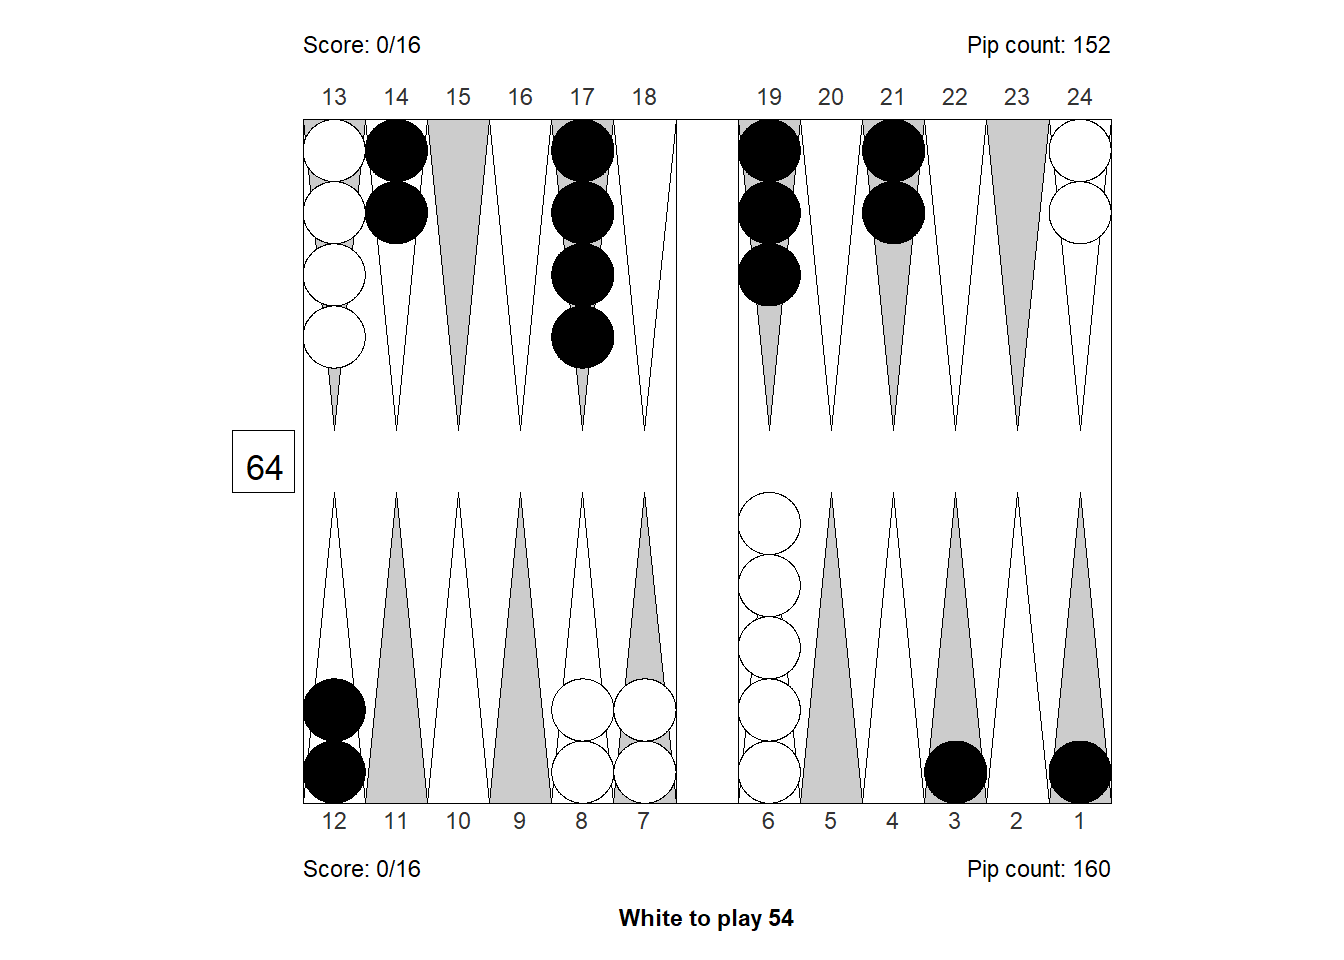 Score: 0/16 Pip count: 152
13 14 15 16 17 18 19 20 21 22 23 24
64
12 11 10 9 8 7 6 5 4 3 2 1
Score: 0/16 Pip count: 160
White to play 54